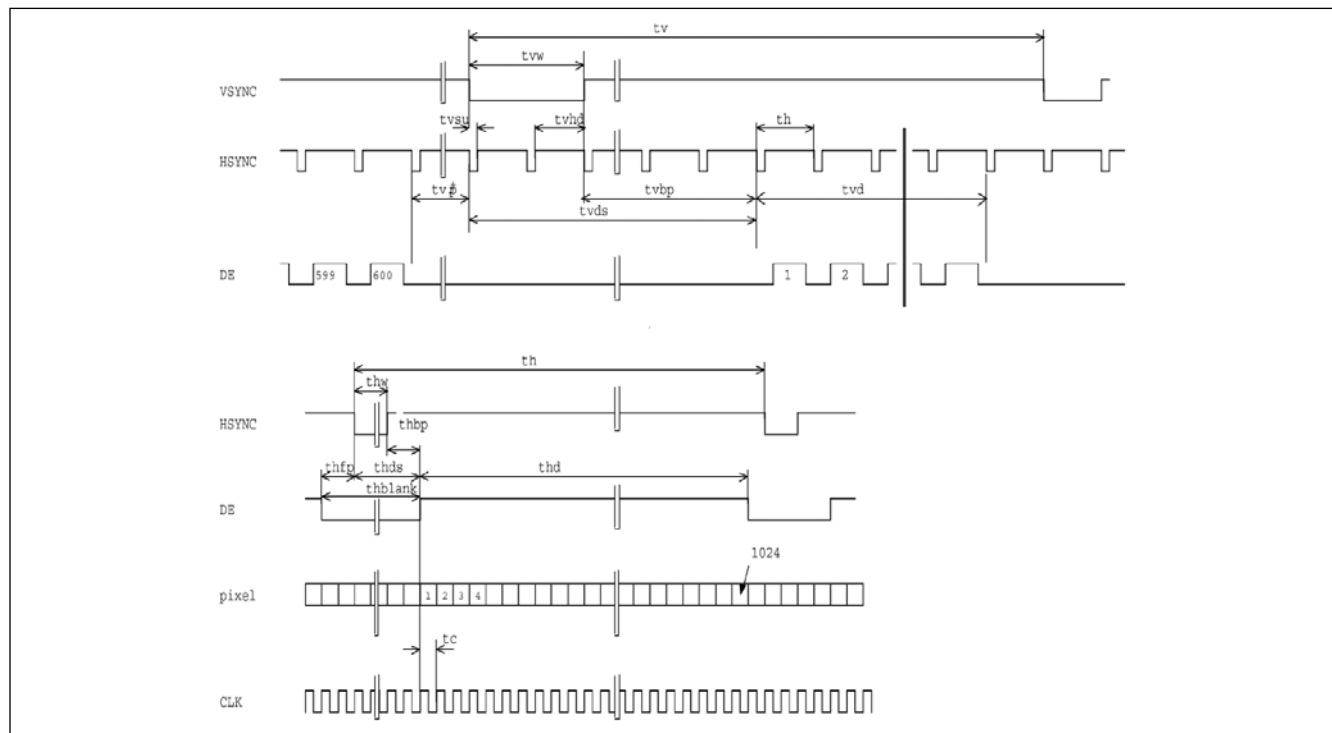 tv
tvw
VSYNC
tvsu
tvhd
th
HSYNC
tvbp
tvd
tvds
DE
599
600
1
2
th
thw
HSYNC
thbp
thfp
thds
thd
thblank
DE
1024
pixel
1 2 3 4
tc
CLK